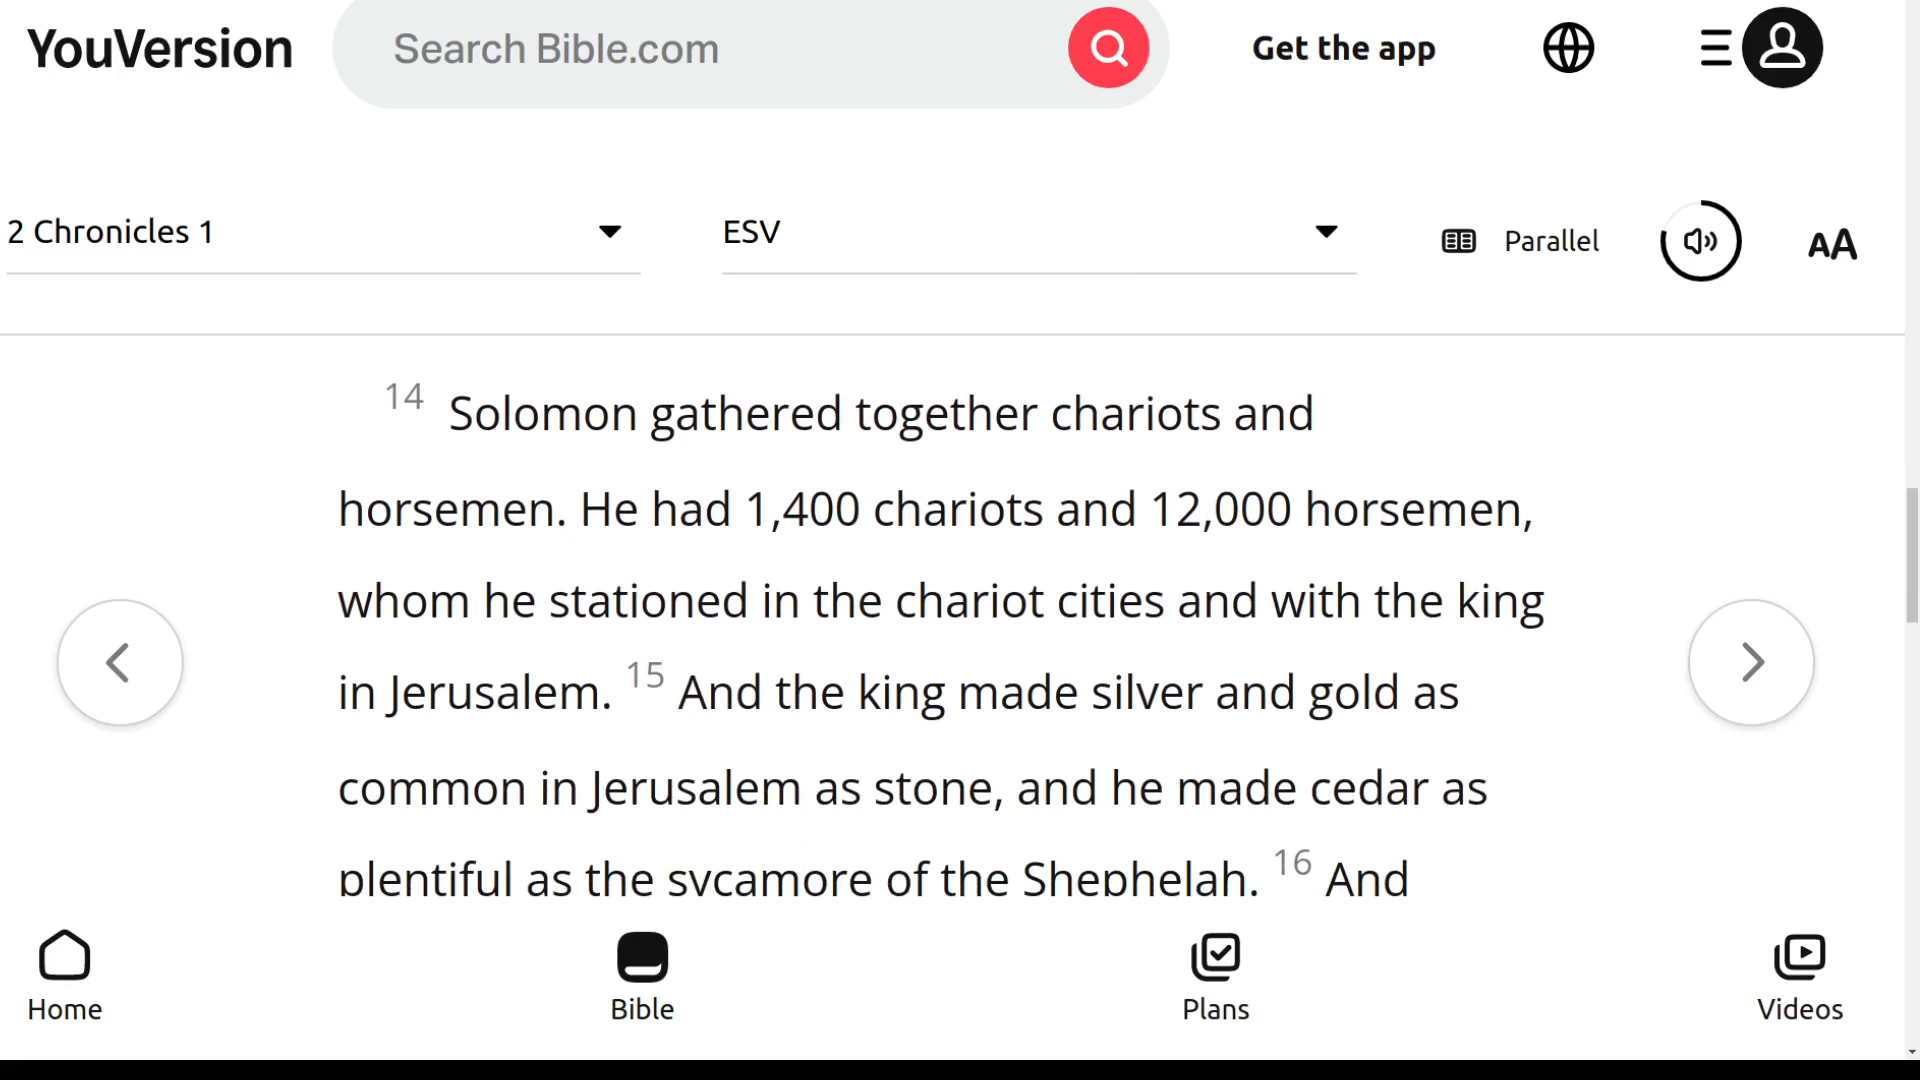 YouVersion Search Bible.com Get the app
2 Chronicles 1 ESV Parallel AA
14 Solomon gathered together chariots and
horsemen. He had 1,400 chariots and 12,000 horsemen,
whom he stationed in the chariot cities and with the king
in Jerusalem. 15 And the king made silver and gold as
common in Jerusalem as stone, and he made cedar as
plentiful as the sycamore of the Shephelah. 16 And
Home Bible Plans Videos